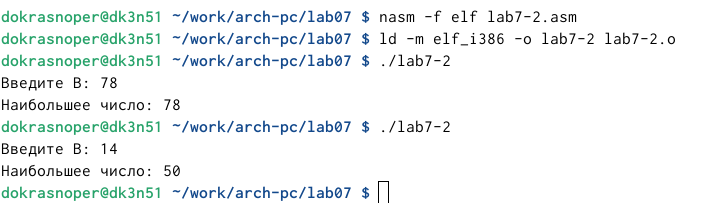 dokrasnoper@dk3n51 ~/work/arch-pc/lab07 $ nasm -f elf lab7-2.asm
dokrasnoper@dk3n51 ~/work/arch-pc/lab07 $ ld -m elf_i386 -o lab7-2 lab7-2.o
dokrasnoper@dk3n51 ~/work/arch-pc/lab07 $ ./lab7-2
Введите В: 78
Наибольшее число: 78
dokrasnoper@dk3n51 ~/work/arch-pc/lab07 $ ./lab7-2
Введите В: 14
Наибольшее число: 50
dokrasnoper@dk3n51 ~/work/arch-pc/lab07 $